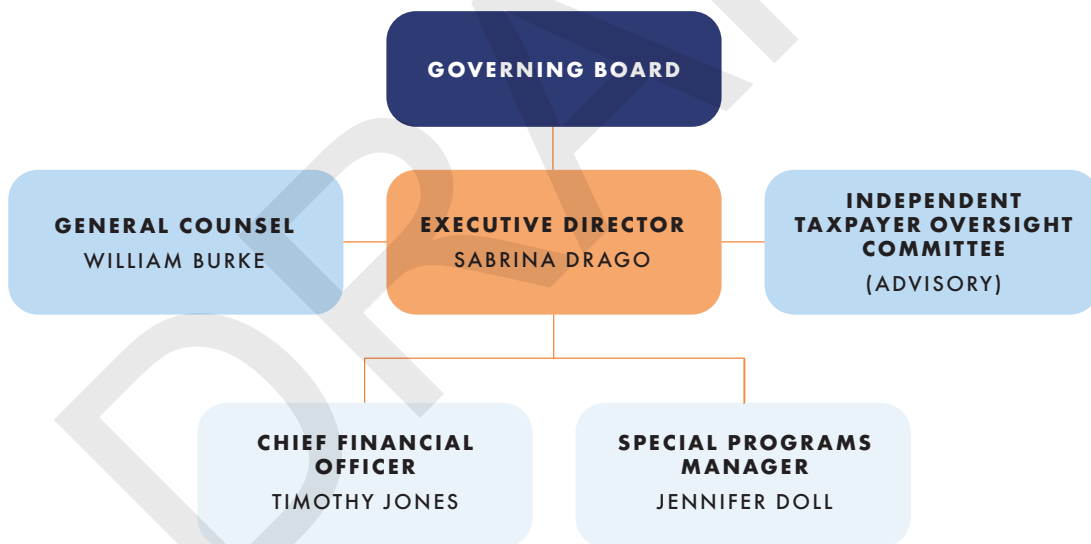 GOVERNING BOARD
GENERAL COUNSEL
WILLIAM BURKE
EXECUTIVE DIRECTOR
SABRINA DRAGO
INDEPENDENT
TAXPAYER OVERSIGHT
COMMITTEE
(ADVISORY)
CHIEF FINANCIAL
OFFICER
TIMOTHY JONES
SPECIAL PROGRAMS
MANAGER
JENNIFER DOLL
DRA